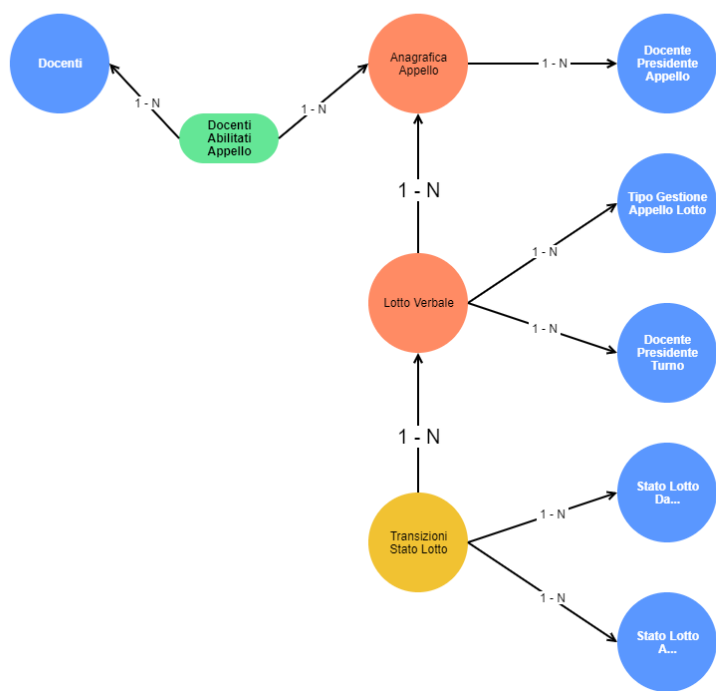 Docenti
1 - N
Docenti
Abilitati
Appello
1 - N
Anagrafica
Appello
1 - N
Docente
Presidente
Appello
1 - N
Tipo Gestione
Appello Lotto
1 - N
Lotto Verbale
1 - N
Docente
Presidente
Turno
1 - N
Stato Lotto
Da...
1 - N
Transizioni
Stato Lotto
1 - N
Stato Lotto
A...